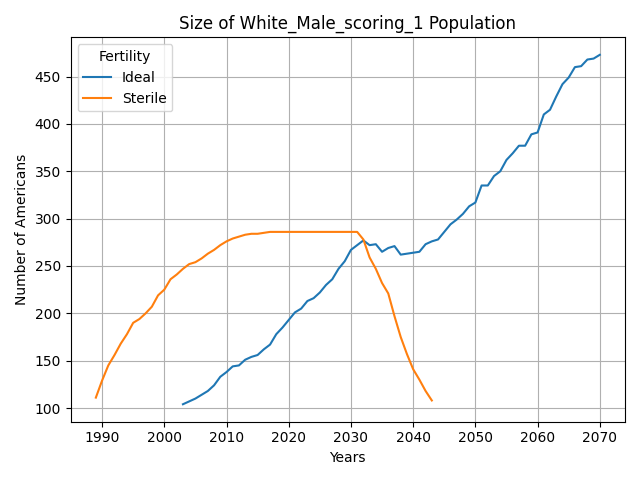 Size of White_Male_scoring_1 Population
Fertility
Ideal
Sterile
Number of Americans
450
400
350
300
250
200
150
100
1990 2000 2010 2020 2030 2040 2050 2060 2070
Years